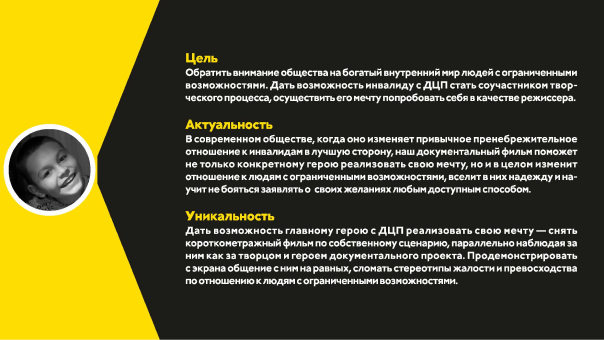 Цель
Обратить внимание общества на богатый внутренний мир людей с ограниченными
возможностями. Дать возможность инвалиду с ДЦП стать соучастником твор-
ческого процесса, осуществить его мечту попробовать себя в качестве режиссера.
Актуальность
В современном обществе, когда оно изменяет привычное пренебрежительное
отношение к инвалидам в лучшую сторону, наш документальный фильм поможет
не только конкретному герою реализовать свою мечту, но и в целом изменит
отношение к людям с ограниченными возможностями, вселит в них надежду и на-
учит не бояться заявлять о своих желаниях любым доступным способом.
Уникальность
Дать возможность главному герою с ДЦП реализовать свою мечту — снять
короткометражный фильм по собственному сценарию, параллельно наблюдая за
ним как за творцом и героем документального проекта. Продемонстрировать
с экрана общение с ним на равных, сломать стереотипы жалости и превосходства
по отношению к людям с ограниченными возможностями.